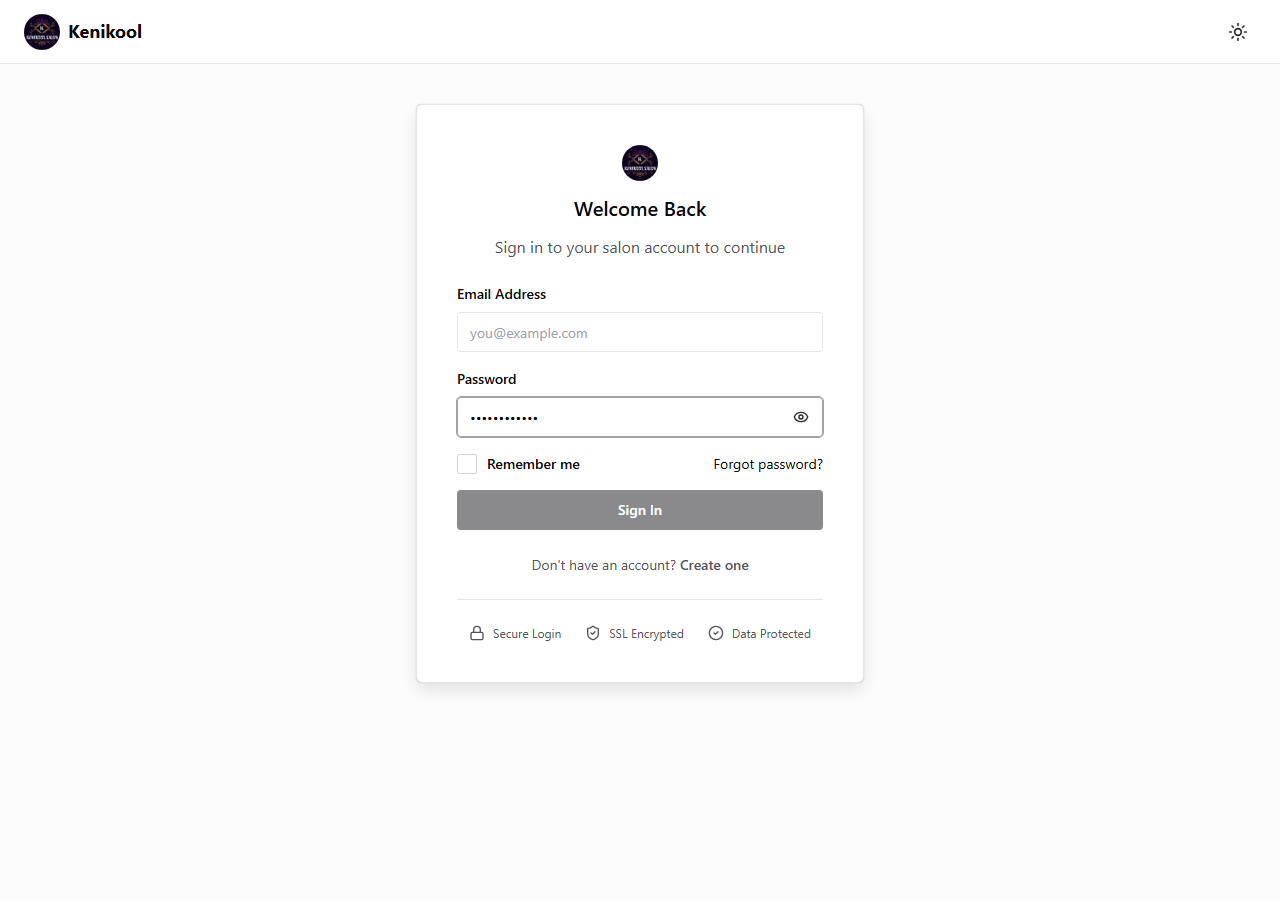 Kenikool
Welcome Back
Sign in to your salon account to continue
Email Address
you@example.com
Password
••••••••••••
Remember me
Forgot password?
Sign In
Don't have an account? Create one
Secure Login
SSL Encrypted
Data Protected